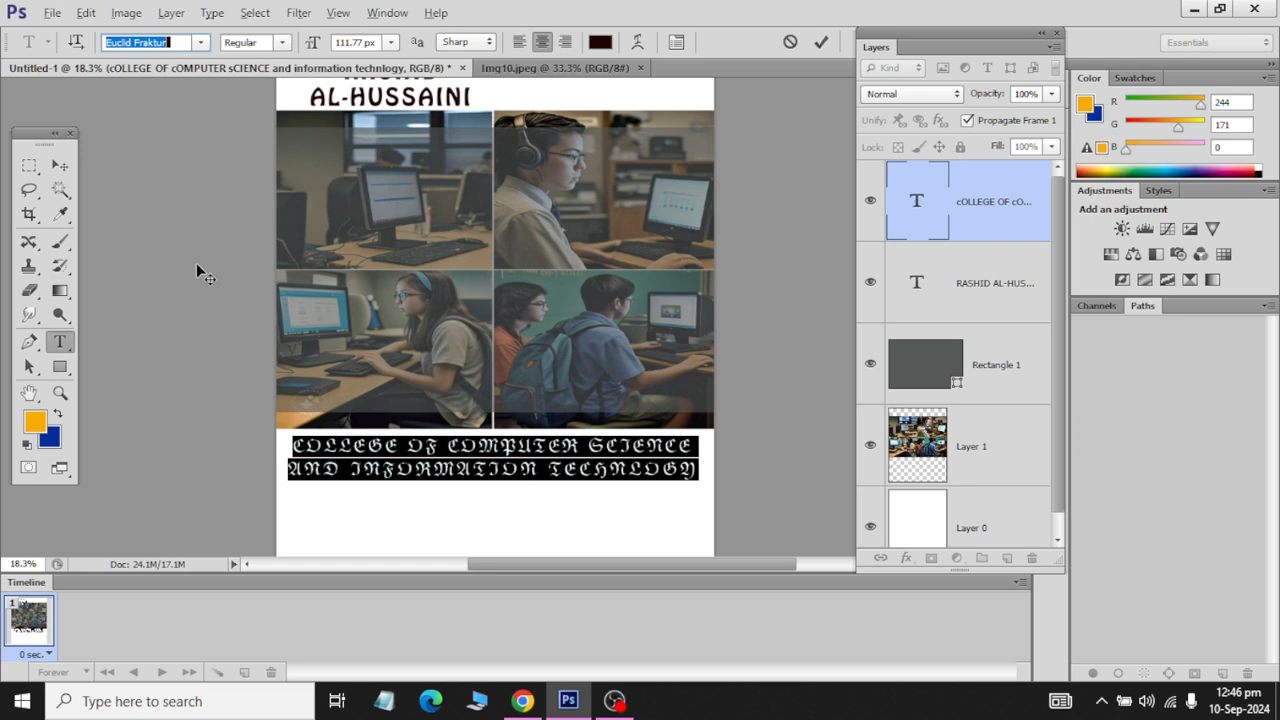 Ps File Edit Image Layer Type Select Filter View Window Help
Euclid Fraktur Regular 111.77 px Sharp Essentials
Untitled-1 @ 18.3% (cOLLEGE OF cOMPUTER sCIENCE and information technlogy, RGB/8) * Img10.jpeg @ 33.3% (RGB/8#)
AL-HUSSAINI
COLLEGE OF COMPUTER SCIENCE
AND INFORMATION TECHNLOGY
18.3% Doc: 24.1M/17.1M
Layers
Kind
Normal Opacity: 100%
Unify: Propagate Frame 1
Lock: Fill: 100%
T cOLLEGE OF cO...
T RASHID AL-HUS...
Rectangle 1
Layer 1
Layer 0
Color Swatches
R 244
G 171
B 0
Adjustments Styles
Add an adjustment
Channels Paths
Timeline
1
0 sec.
Forever
Type here to search
Ps
12:46 pm
10-Sep-2024